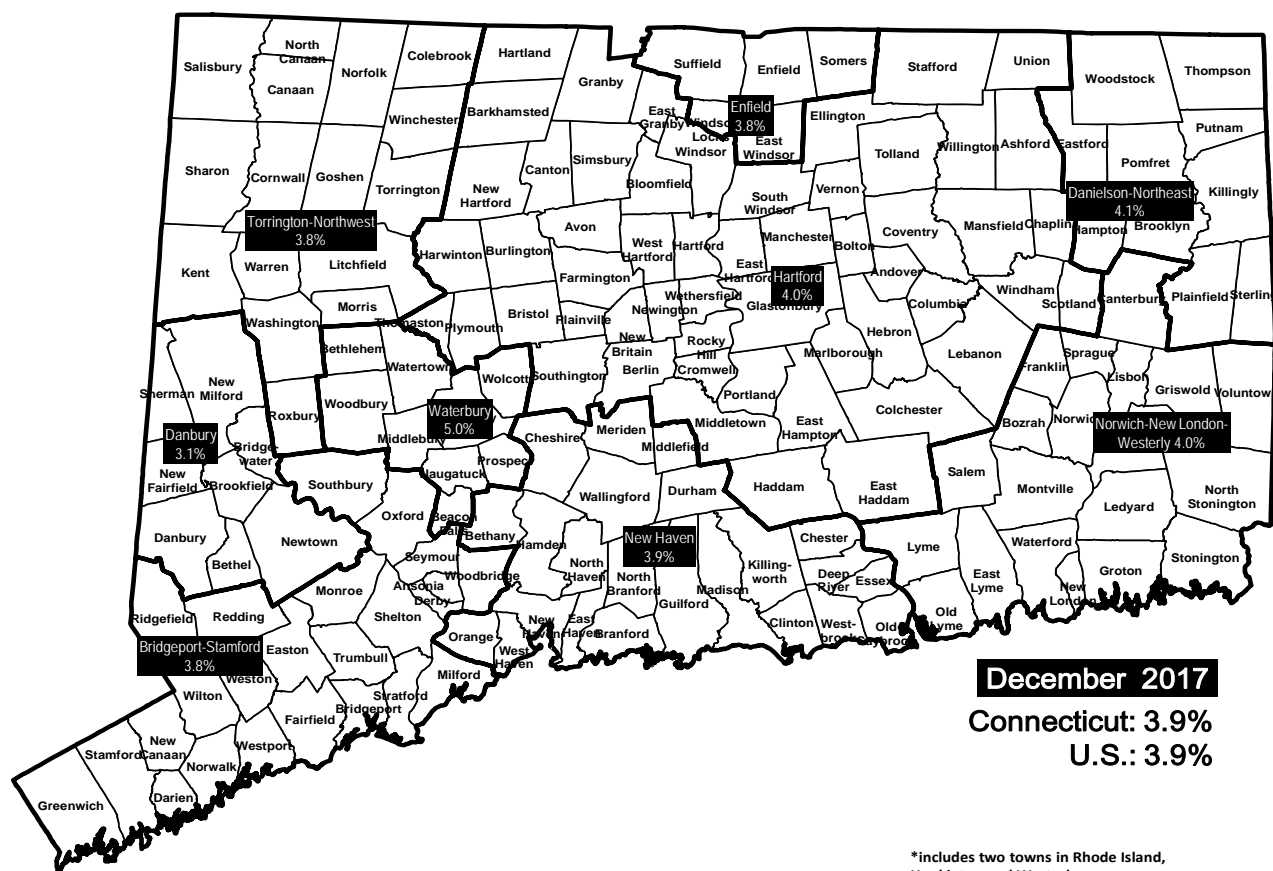 Salisbury
North
Canaan
Canaan
Norfolk
Colebrook
Hartland
Granby
Suffield
Enfield
Somers
Stafford
Union
Woodstock
Thompson
Winchester
Barkhamsted
East
Granby
Windsor
Locks
Windsor
Enfield
3.8%
East
Windsor
Ellington
Tolland
Willington
Ashford
Eastford
Putnam
Pomfret
Killingly
Sharon
Cornwall
Goshen
Torrington
New
Hartford
Canton
Simsbury
Bloomfield
South
Windsor
Vernon
Mansfield
Chaplin
Danielson-Northeast
4.1%
Hampton
Brooklyn
Torrington-Northwest
3.8%
Kent
Warren
Litchfield
Harwinton
Burlington
Avon
West
Hartford
Hartford
Manchester
Bolton
Coventry
Farmington
East
Hartford
Hartford
4.0%
Andover
Windham
Scotland
Canterbury
Plainfield
Sterling
Washington
Morris
Thomaston
Plymouth
Bristol
Plainville
Newington
Wethersfield
Glastonbury
Columbia
Hebron
Lebanon
Bethlehem
Watertown
Wolcott
Southington
New
Britain
Berlin
Rocky
Hill
Cromwell
Marlborough
Franklin
Sprague
Lisbon
Griswold
Voluntown
Sherman
New
Milford
Roxbury
Woodbury
Waterbury
5.0%
Middlebury
Portland
Middletown
East
Hampton
Colchester
Bozrah
Norwich
Norwich-New London-
Westerly 4.0%
Danbury
3.1%
Bridge-
water
Naugatuck
Prospect
Cheshire
Meriden
Middlefield
New
Fairfield
Brookfield
Southbury
Wallingford
Durham
Haddam
East
Haddam
Salem
Montville
Ledyard
North
Stonington
Danbury
Bethel
Newtown
Oxford
Beacon
Falls
Bethany
Hamden
New Haven
3.9%
Chester
Lyme
Waterford
Seymour
Woodbridge
North
Haven
North
Branford
Guilford
Madison
Killing-
worth
Deep
River
Essex
East
Lyme
New
London
Groton
Stonington
Ridgefield
Redding
Monroe
Ansonia
Derby
Shelton
Orange
New
Haven
East
Haven
Branford
Clinton
West-
brook
Old
Saybrook
Old
Lyme
Bridgeport-Stamford
3.8%
Easton
Trumbull
West
Haven
Milford
Weston
Wilton
Stratford
Bridgeport
Fairfield
New
Canaan
Stamford
Norwalk
Westport
Darien
Greenwich
December 2017
Connecticut: 3.9%
U.S.: 3.9%
*includes two towns in Rhode Island,